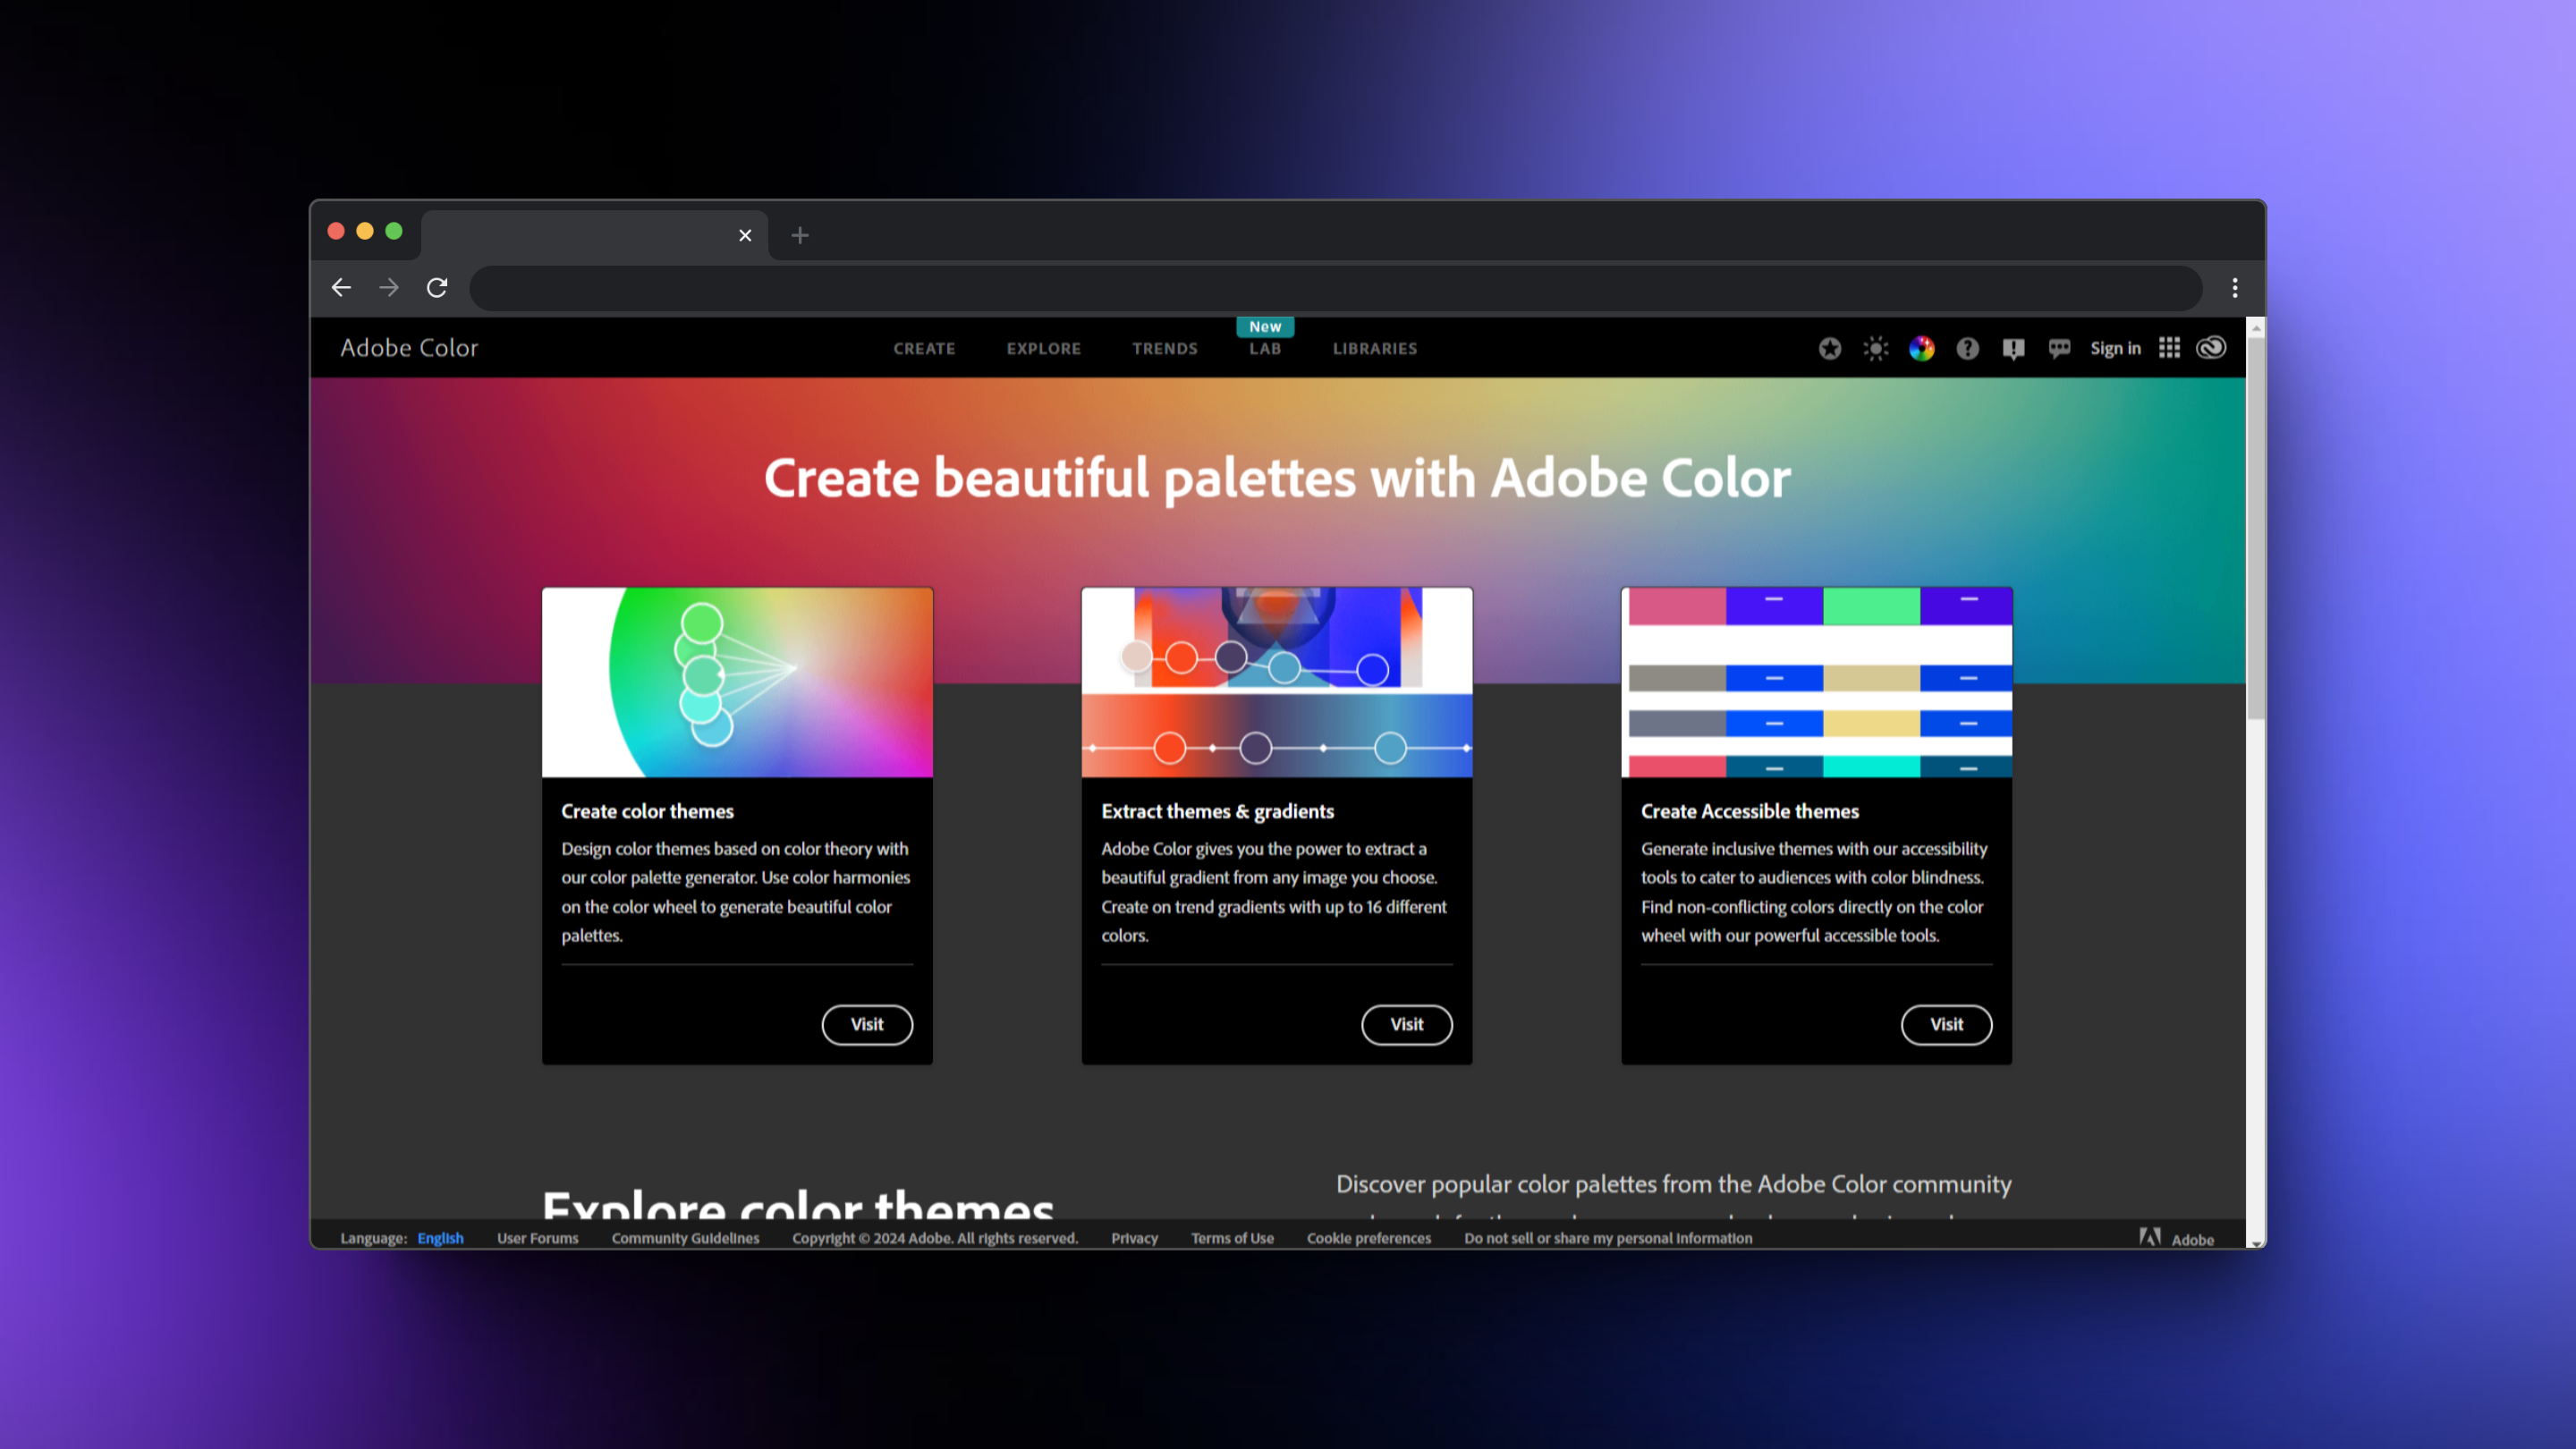 Adobe Color
CREATE
EXPLORE
TRENDS
New
LAB
LIBRARIES
Sign in
Create beautiful palettes with Adobe Color
Create color themes
Design color themes based on color theory with
our color palette generator. Use color harmonies
on the color wheel to generate beautiful color
palettes.
Visit
Extract themes & gradients
Adobe Color gives you the power to extract a
beautiful gradient from any image you choose.
Create on trend gradients with up to 16 different
colors.
Visit
Create Accessible themes
Generate inclusive themes with our accessibility
tools to cater to audiences with color blindness.
Find non-conflicting colors directly on the color
wheel with our powerful accessible tools.
Visit
Explore color themes
Discover popular color palettes from the Adobe Color community
Language: English
User Forums
Community Guidelines
Copyright © 2024 Adobe. All rights reserved.
Privacy
Terms of Use
Cookie preferences
Do not sell or share my personal information
Adobe